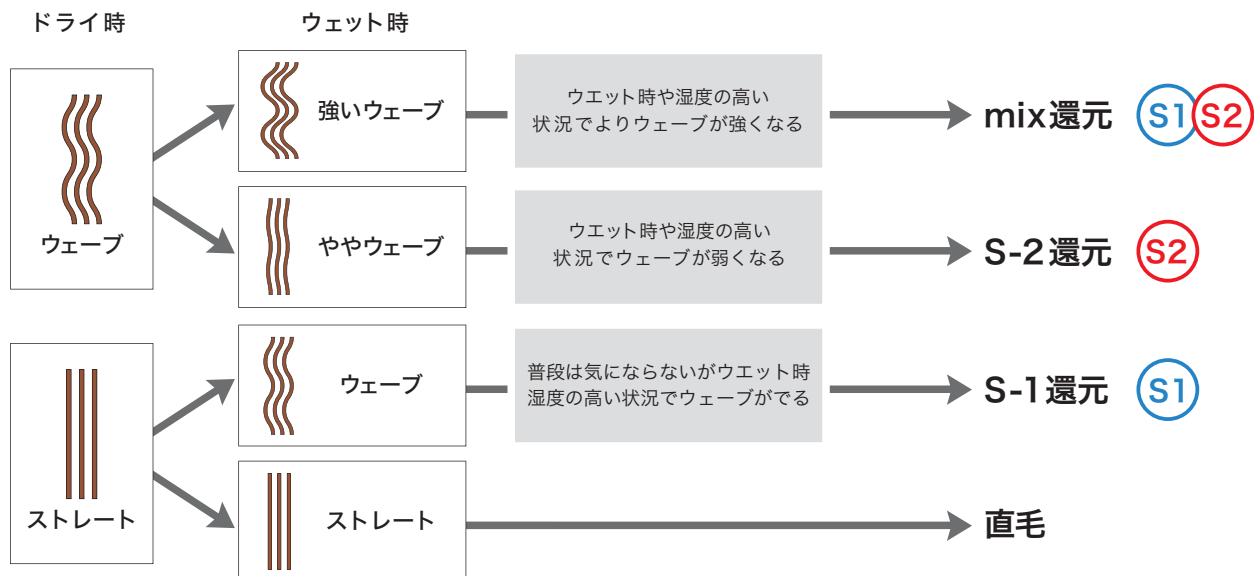 ドライ時
ウェット時
ウェーブ
強いウェーブ
ウエット時や湿度の高い
状況でよりウェーブが強くなる
mix還元
S1
S2
ややウェーブ
ウエット時や湿度の高い
状況でウェーブが弱くなる
S-2還元
S2
ストレート
ウェーブ
普段は気にならないがウエット時
湿度の高い状況でウェーブがでる
S-1還元
S1
ストレート
直毛